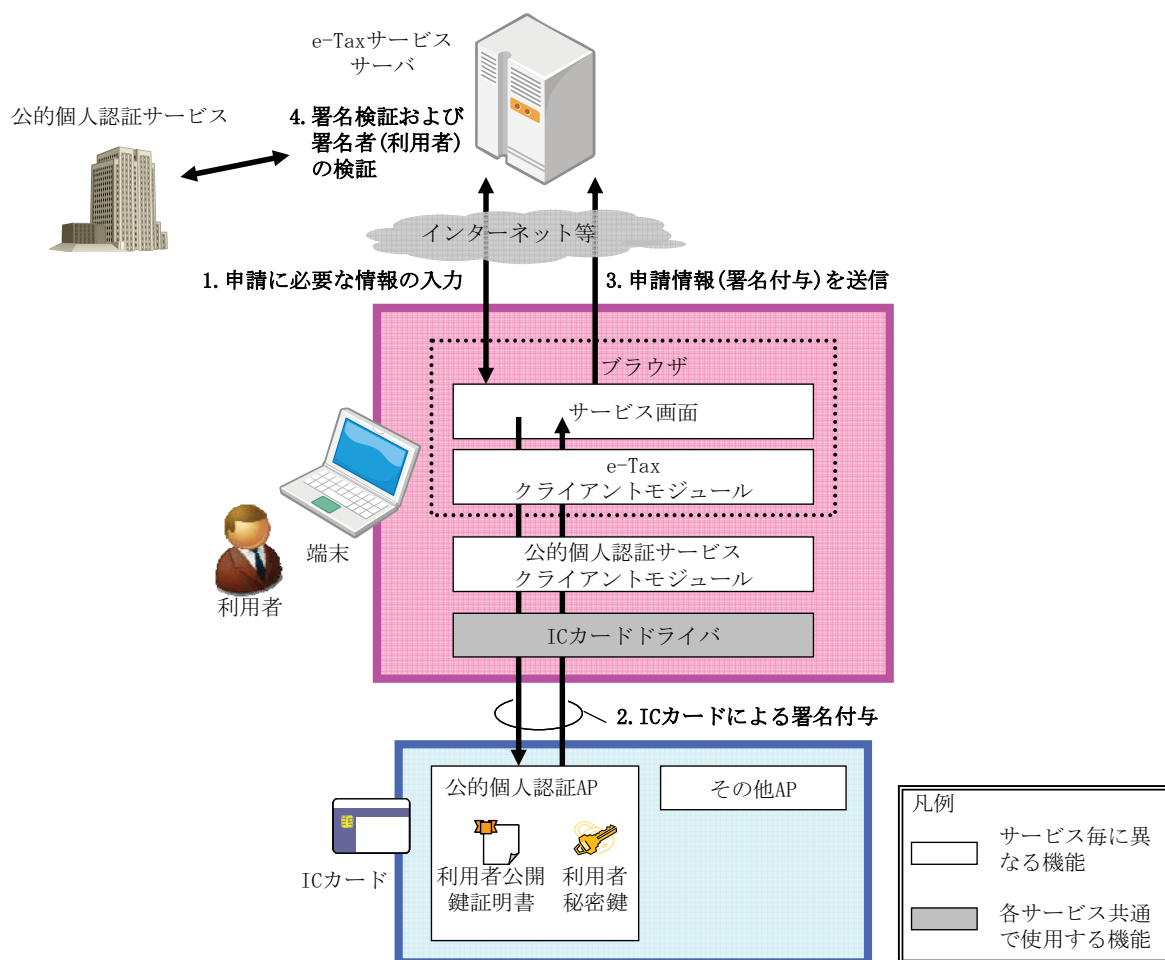 e-Taxサービス
サーバ
公的個人認証サービス
4.署名検証および
署名者(利用者)
の検証
インターネット等
1.申請に必要な情報の入力
3.申請情報(署名付与)を送信
ブラウザ
サービス画面
e-Tax
クライアントモジュール
端末
公的個人認証サービス
クライアントモジュール
利用者
ICカードドライバ
2.ICカードによる署名付与
公的個人認証AP
その他AP
ICカード
利用者公開
鍵証明書
利用者
秘密鍵
凡例
サービス毎に異
なる機能
各サービス共通
で使用する機能